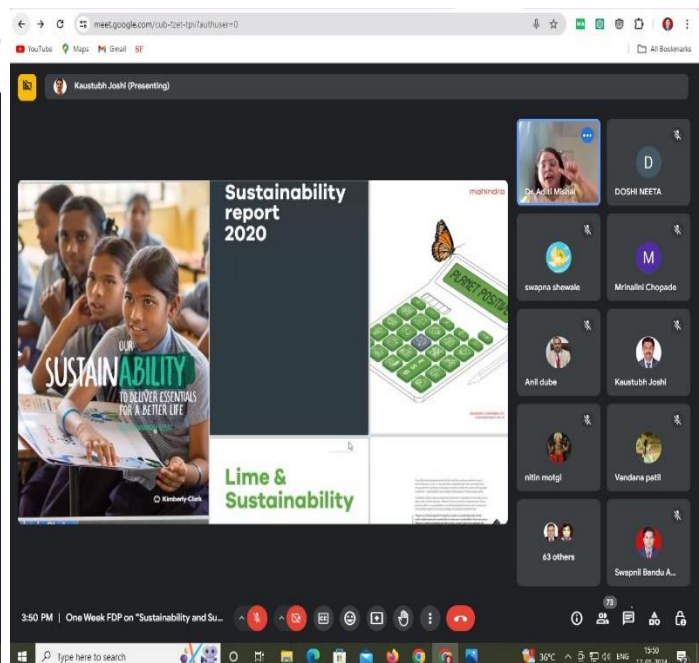 meet.google.com/cub-fzet-tpv?authuser=0
YouTube Maps Gmail SF All Bookmarks
Kaustubh Joshi (Presenting)
Sustainability
report
2020
mahindra
PLANET POSITIVE
OUR
SUSTAINABILITY
TO DELIVER ESSENTIALS
FOR A BETTER LIFE
Kimberly-Clark
Lime &
Sustainability
Dr. Aditi Mishal
D
DOSHI NEETA
swapna shewale
M
Mrinalini Chopade
Anil dube
Kaustubh Joshi
nitin motgi
Vandana patil
63 others
Swapnil Bandu A...
3:50 PM | One Week FDP on "Sustainability and Su...
73
Type here to search
36°C ENG
15:50